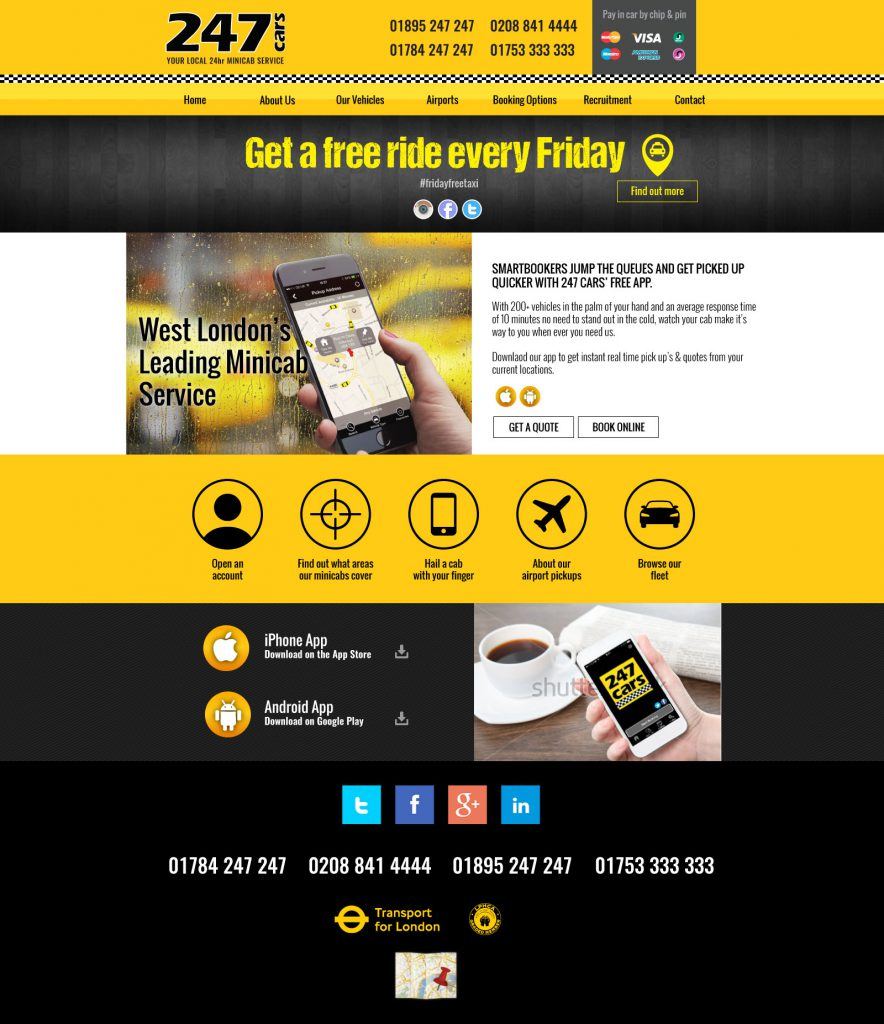 247 cars
YOUR LOCAL 24hr MINICAB SERVICE
01895 247 247 0208 841 4444
01784 247 247 01753 333 333
Pay in car by chip & pin
MasterCard VISA
Maestro AMERICAN EXPRESS
Home About Us Our Vehicles Airports Booking Options Recruitment Contact
Get a free ride every Friday
#fridayfreetaxi
Find out more
West London's
Leading Minicab
Service
Pickup Address
SMARTBOOKERS JUMP THE QUEUES AND GET PICKED UP
QUICKER WITH 247 CARS' FREE APP.
With 200+ vehicles in the palm of your hand and an average response time
of 10 minutes no need to stand out in the cold, watch your cab make it's
way to you when ever you need us.
Downlaod our app to get instant real time pick up's & quotes from your
current locations.
GET A QUOTE BOOK ONLINE
Open an
account
Find out what areas
our minicabs cover
Hail a cab
with your finger
About our
airport pickups
Browse our
fleet
iPhone App
Download on the App Store
Android App
Download on Google Play
shutte
247
cars
t f g+ in
01784 247 247 0208 841 4444 01895 247 247 01753 333 333
Transport
for London
LPHCA